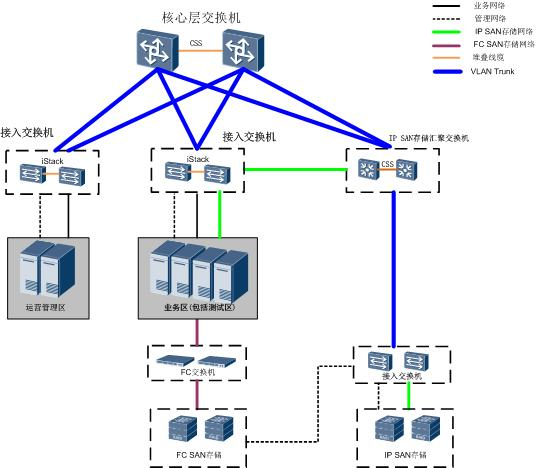 核心层交换机
CSS
业务网络
管理网络
IP SAN存储网络
FC SAN存储网络
堆叠线缆
VLAN Trunk
接入交换机
接入交换机
IP SAN存储汇聚交换机
iStack
iStack
CSS
运营管理区
业务区(包括测试区)
FC交换机
接入交换机
FC SAN存储
IP SAN存储